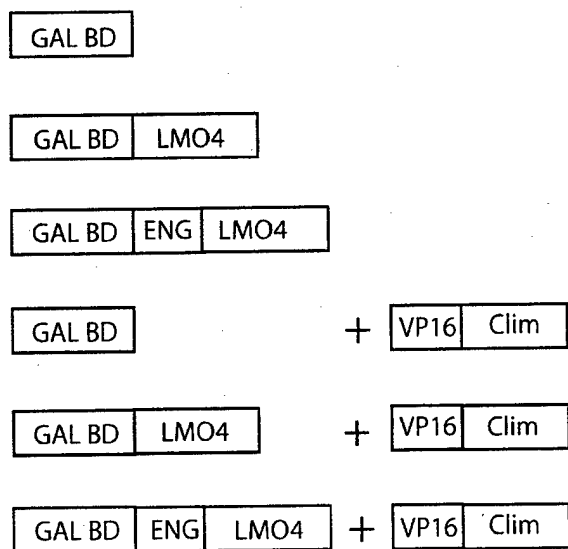 GAL BD
GAL BD LMO4
GAL BD ENG LMO4
GAL BD + VP16 Clim
GAL BD LMO4 + VP16 Clim
GAL BD ENG LMO4 + VP16 Clim